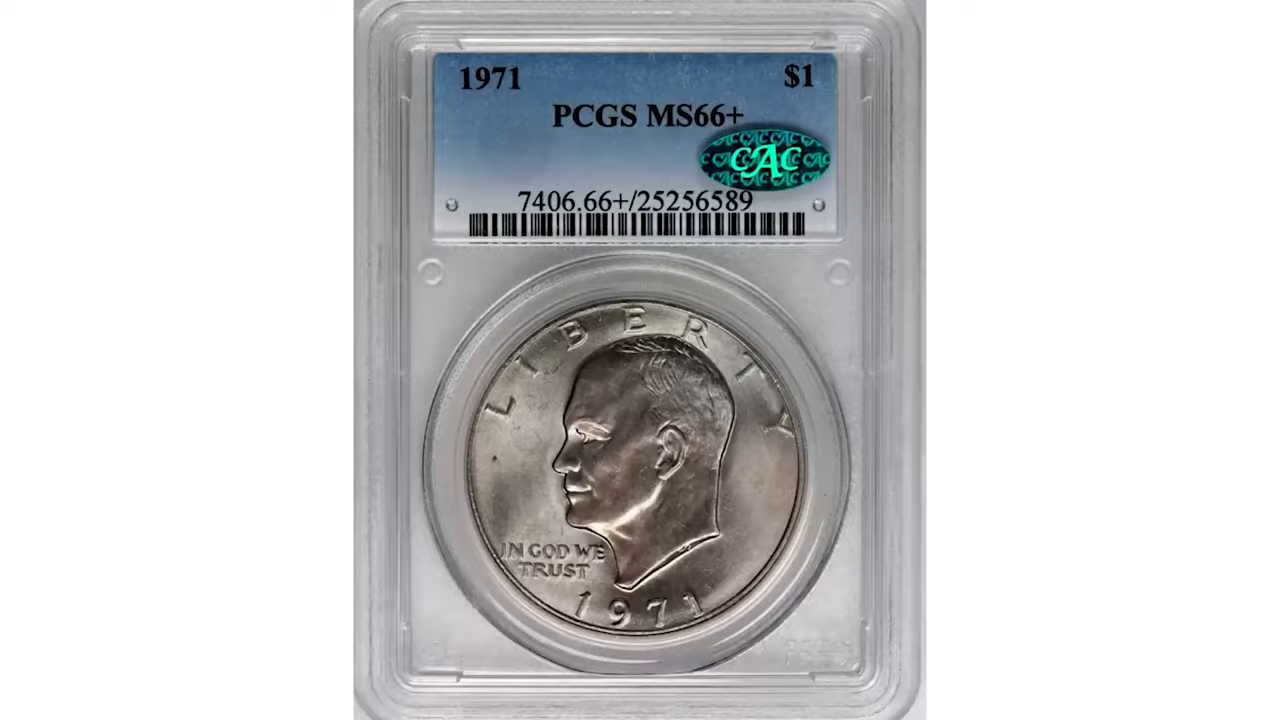 1971 $1
PCGS MS66+
CAC
7406.66+/25256589
LIBERTY
IN GOD WE
TRUST
1971